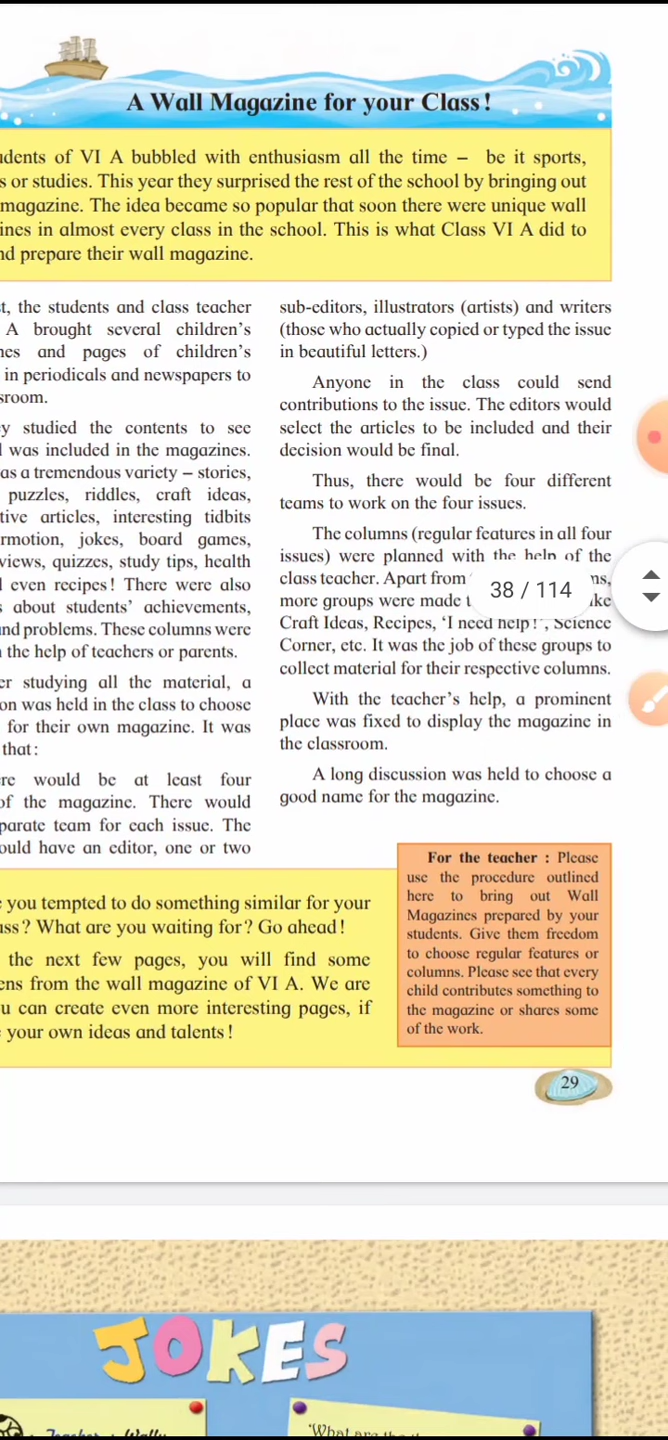 A Wall Magazine for your Class!
udents of VI A bubbled with enthusiasm all the time – be it sports,
s or studies. This year they surprised the rest of the school by bringing out
magazine. The idea became so popular that soon there were unique wall
ines in almost every class in the school. This is what Class VI A did to
nd prepare their wall magazine.
t, the students and class teacher
A brought several children's
nes and pages of children's
in periodicals and newspapers to
sroom.
y studied the contents to see
l was included in the magazines.
as a tremendous variety – stories,
puzzles, riddles, craft ideas,
tive articles, interesting tidbits
rmotion, jokes, board games,
views, quizzes, study tips, health
l even recipes! There were also
s about students' achievements,
and problems. These columns were
n the help of teachers or parents.
er studying all the material, a
on was held in the class to choose
for their own magazine. It was
that :
re would be at least four
of the magazine. There would
parate team for each issue. The
ould have an editor, one or two
sub-editors, illustrators (artists) and writers
(those who actually copied or typed the issue
in beautiful letters.)
Anyone in the class could send
contributions to the issue. The editors would
select the articles to be included and their
decision would be final.
Thus, there would be four different
teams to work on the four issues.
The columns (regular features in all four
issues) were planned with the help of the
class teacher. Apart from ns,
more groups were made t ike
Craft Ideas, Recipes, 'I need help!', Science
Corner, etc. It was the job of these groups to
collect material for their respective columns.
With the teacher's help, a prominent
place was fixed to display the magazine in
the classroom.
A long discussion was held to choose a
good name for the magazine.
38 / 114
e you tempted to do something similar for your
ass? What are you waiting for? Go ahead!
the next few pages, you will find some
ens from the wall magazine of VI A. We are
u can create even more interesting pages, if
e your own ideas and talents!
For the teacher : Please
use the procedure outlined
here to bring out Wall
Magazines prepared by your
students. Give them freedom
to choose regular features or
columns. Please see that every
child contributes something to
the magazine or shares some
of the work.
29
JOKES
Teacher : Wally
'What are the